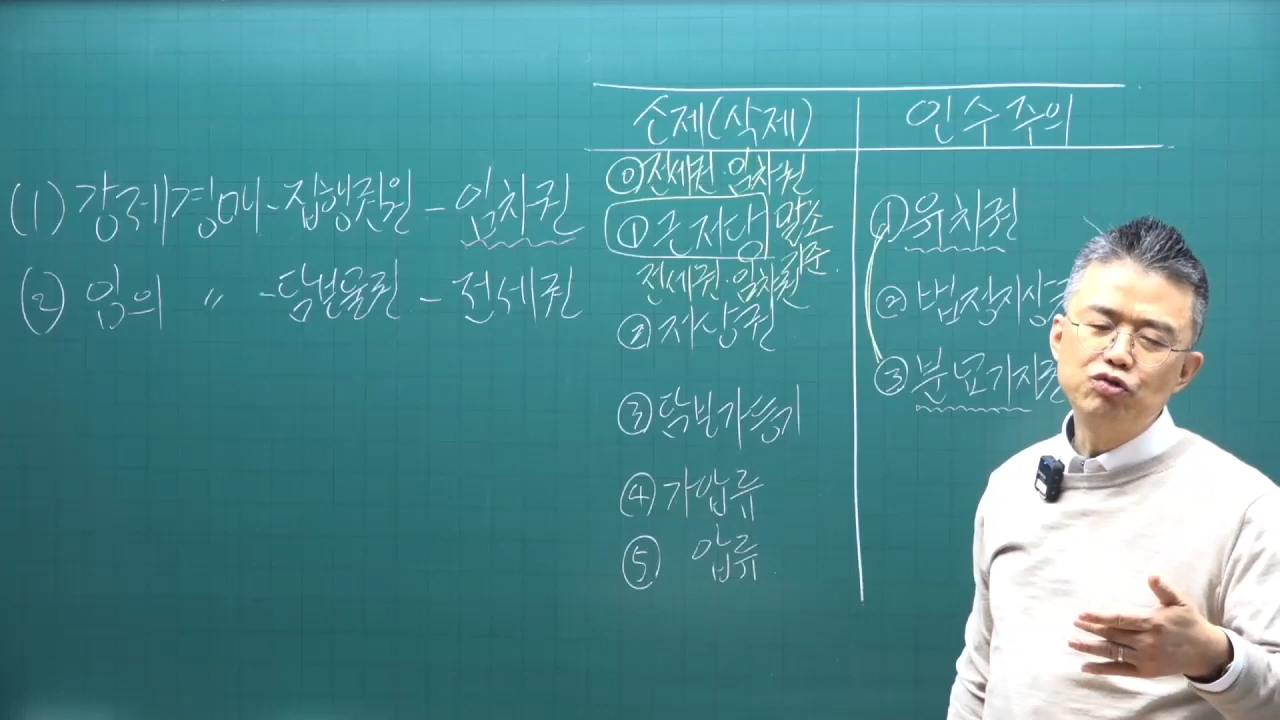 (1) 강제경매-집행권원-임차권
(2) 임의 〃 -담보물권-전세권
소제(삭제)
⓪전세권·임차권
①근저당 말소
기준.
전세권·임차권
②저당권
③담보가등기
④가압류
⑤ 압류
인수주의
①유치권
②법정지상
③분묘기지권